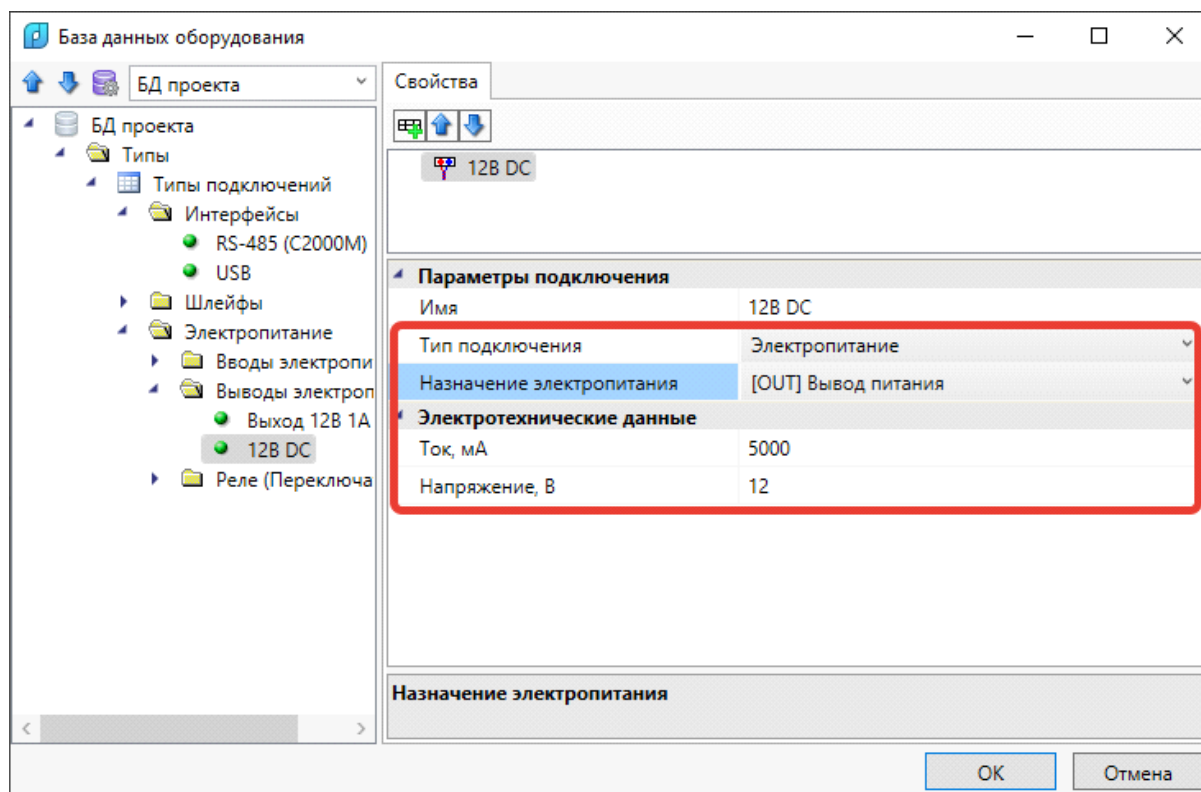 База данных оборудования
БД проекта
Свойства
БД проекта
Типы
Типы подключений
Интерфейсы
RS-485 (C2000M)
USB
Шлейфы
Электропитание
Вводы электропи
Выводы электроп
Выход 12В 1А
12В DC
Реле (Переключа
12В DC
Параметры подключения
Имя 12В DC
Тип подключения Электропитание
Назначение электропитания [OUT] Вывод питания
Электротехнические данные
Ток, мА 5000
Напряжение, В 12
Назначение электропитания
ОК Отмена